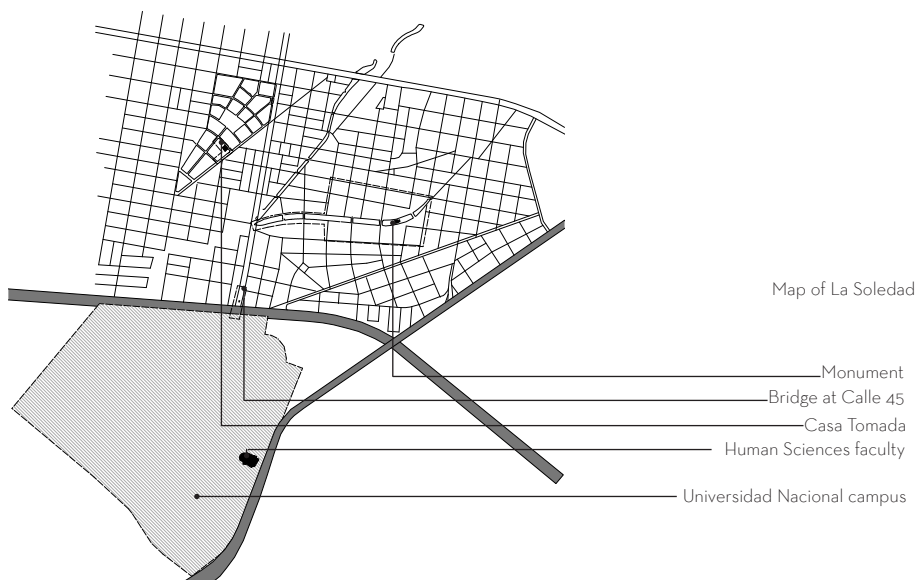 Map of La Soledad
Monument
Bridge at Calle 45
Casa Tomada
Human Sciences faculty
Universidad Nacional campus